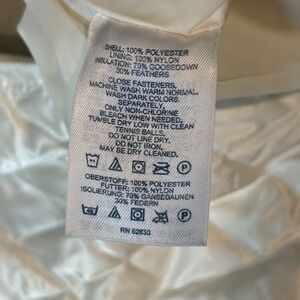 SHELL: 100% POLYESTER
LINING: 100% NYLON
INSULATION: 70% GOOSEDOWN
30% FEATHERS
CLOSE FASTENERS.
MACHINE WASH WARM NORMAL.
WASH DARK COLORS
SEPARATELY.
ONLY NON-CHLORINE
BLEACH WHEN NEEDED.
TUMBLE DRY LOW WITH CLEAN
TENNIS BALLS.
DO NOT LINE DRY.
DO NOT IRON.
MAY BE DRY CLEANED.
P
OBERSTOFF: 100% POLYESTER
FUTTER: 100% NYLON
ISOLIERUNG: 70% GANSEDAUNEN
30% FEDERN
P
RN 62830